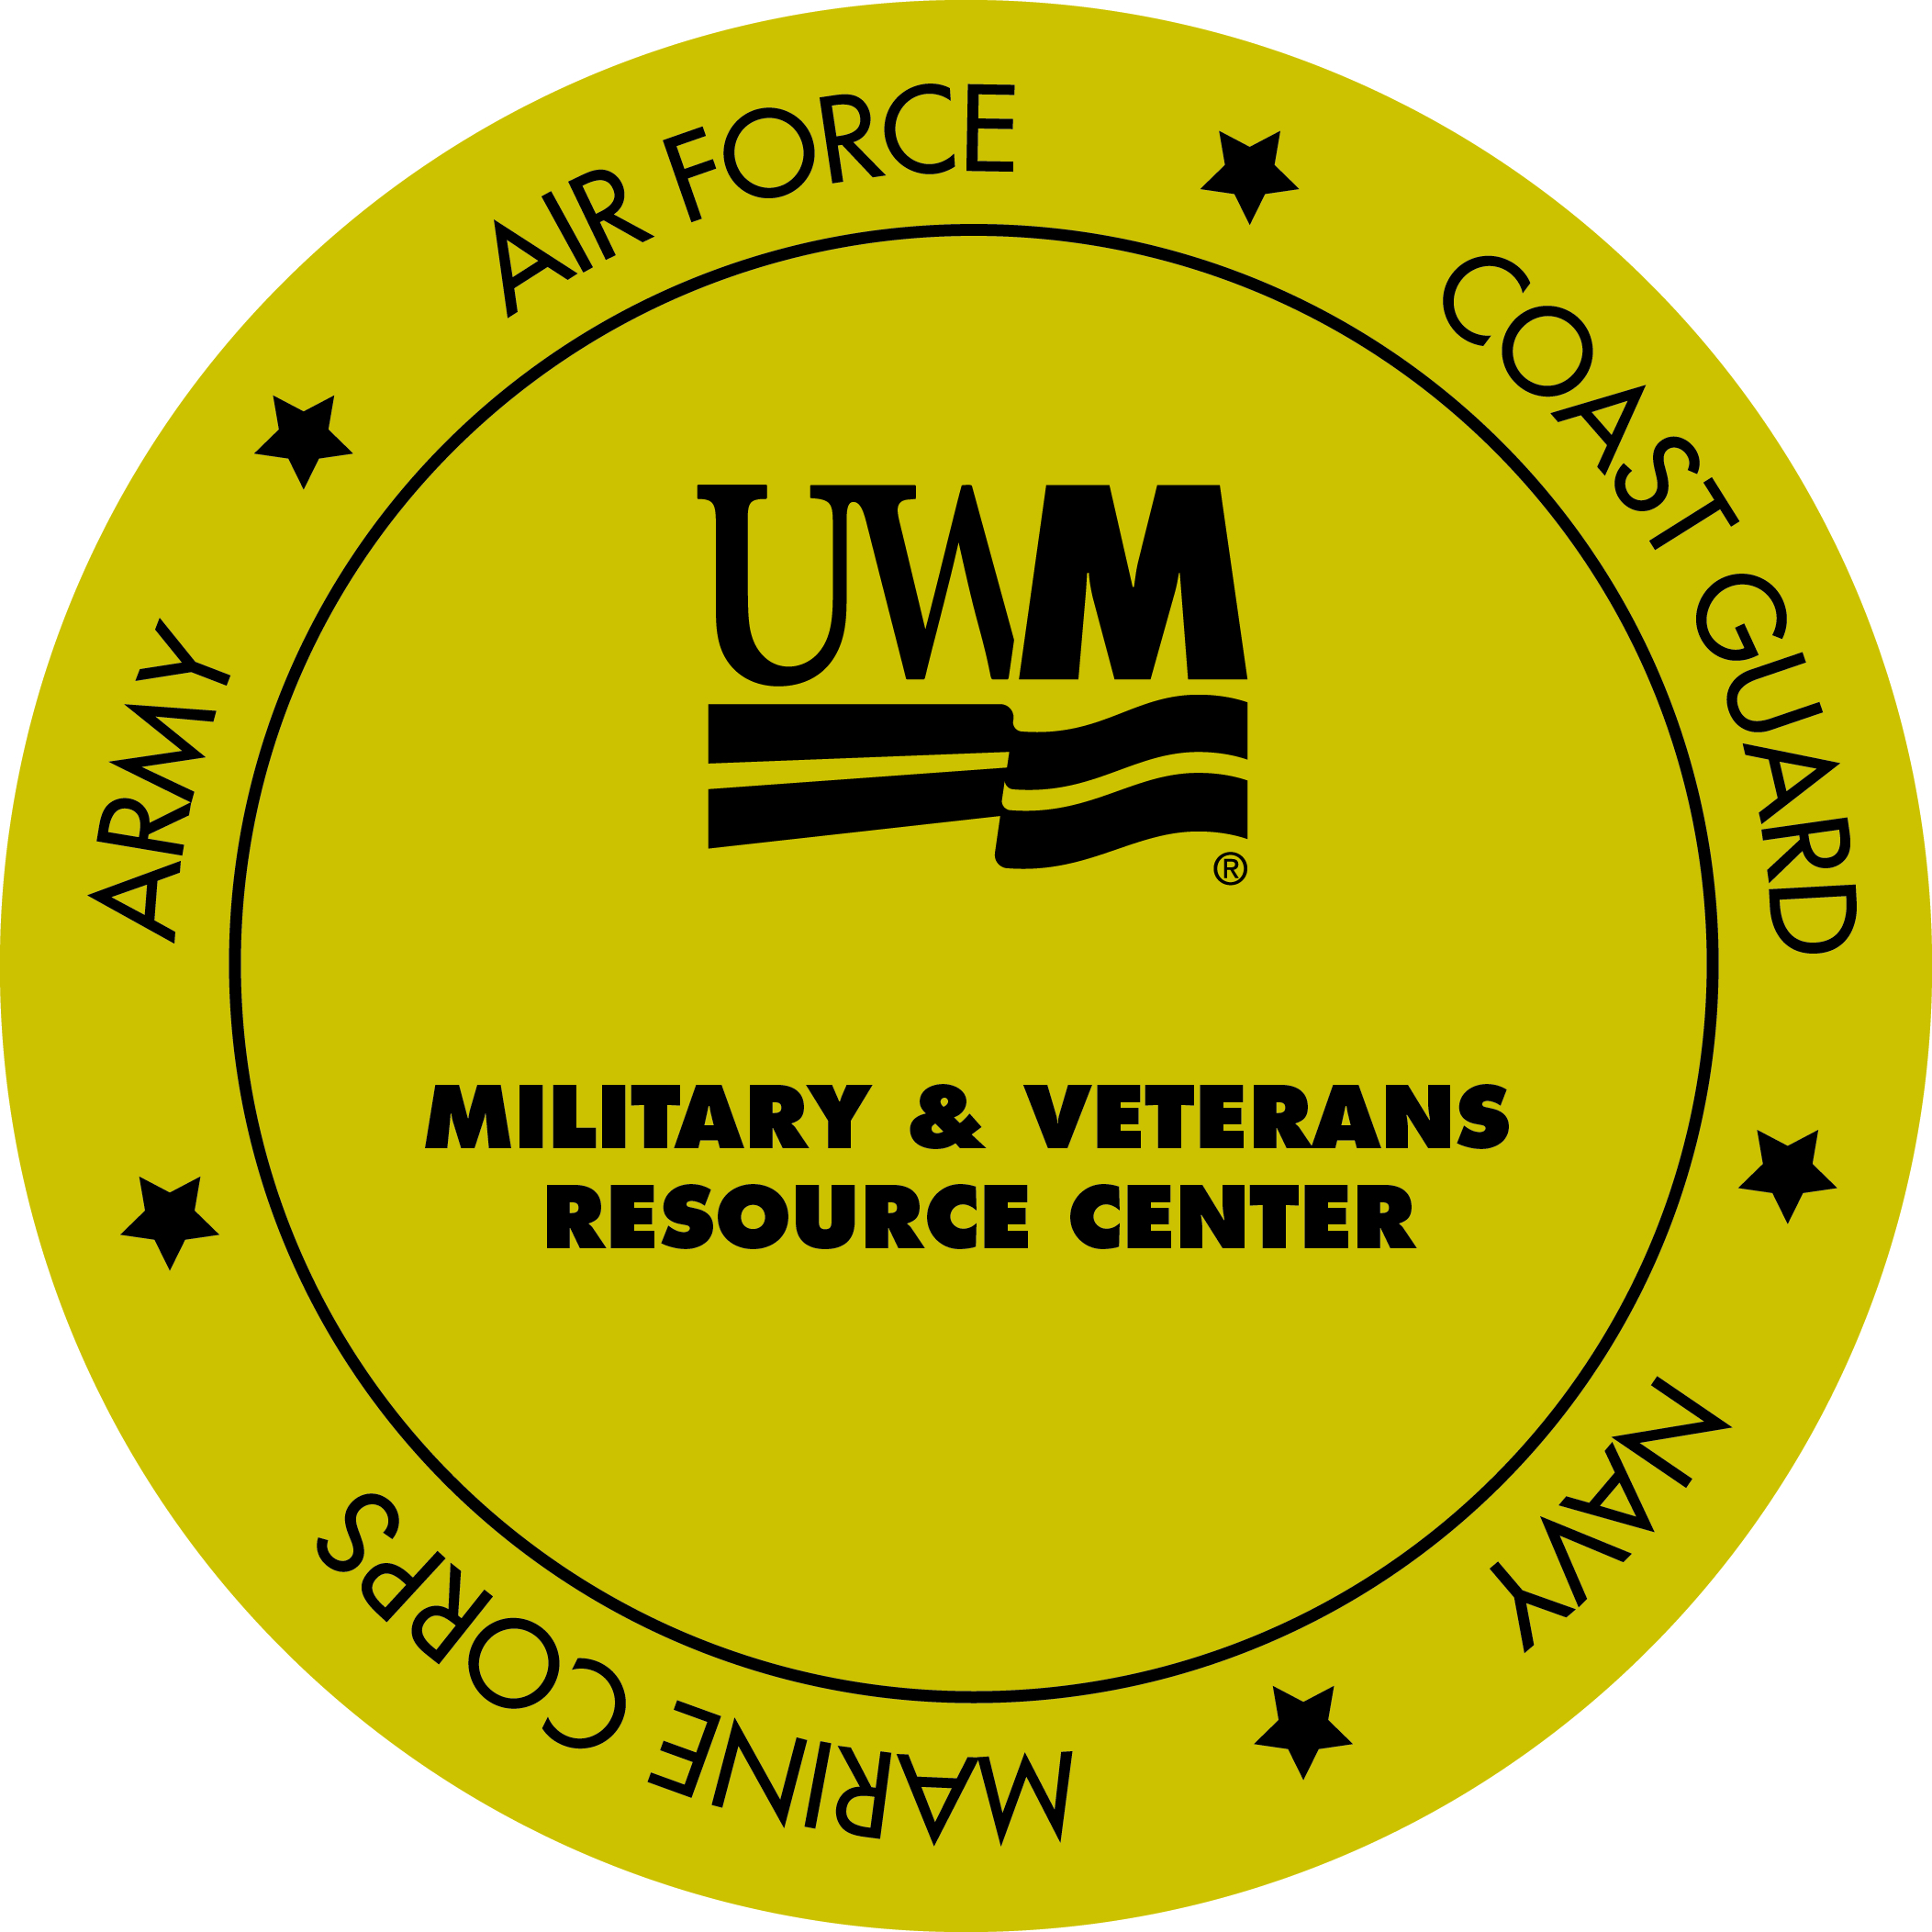 AIR FORCE
COAST GUARD
NAVY
MARINE CORPS
ARMY
UWM
®
MILITARY & VETERANS
RESOURCE CENTER